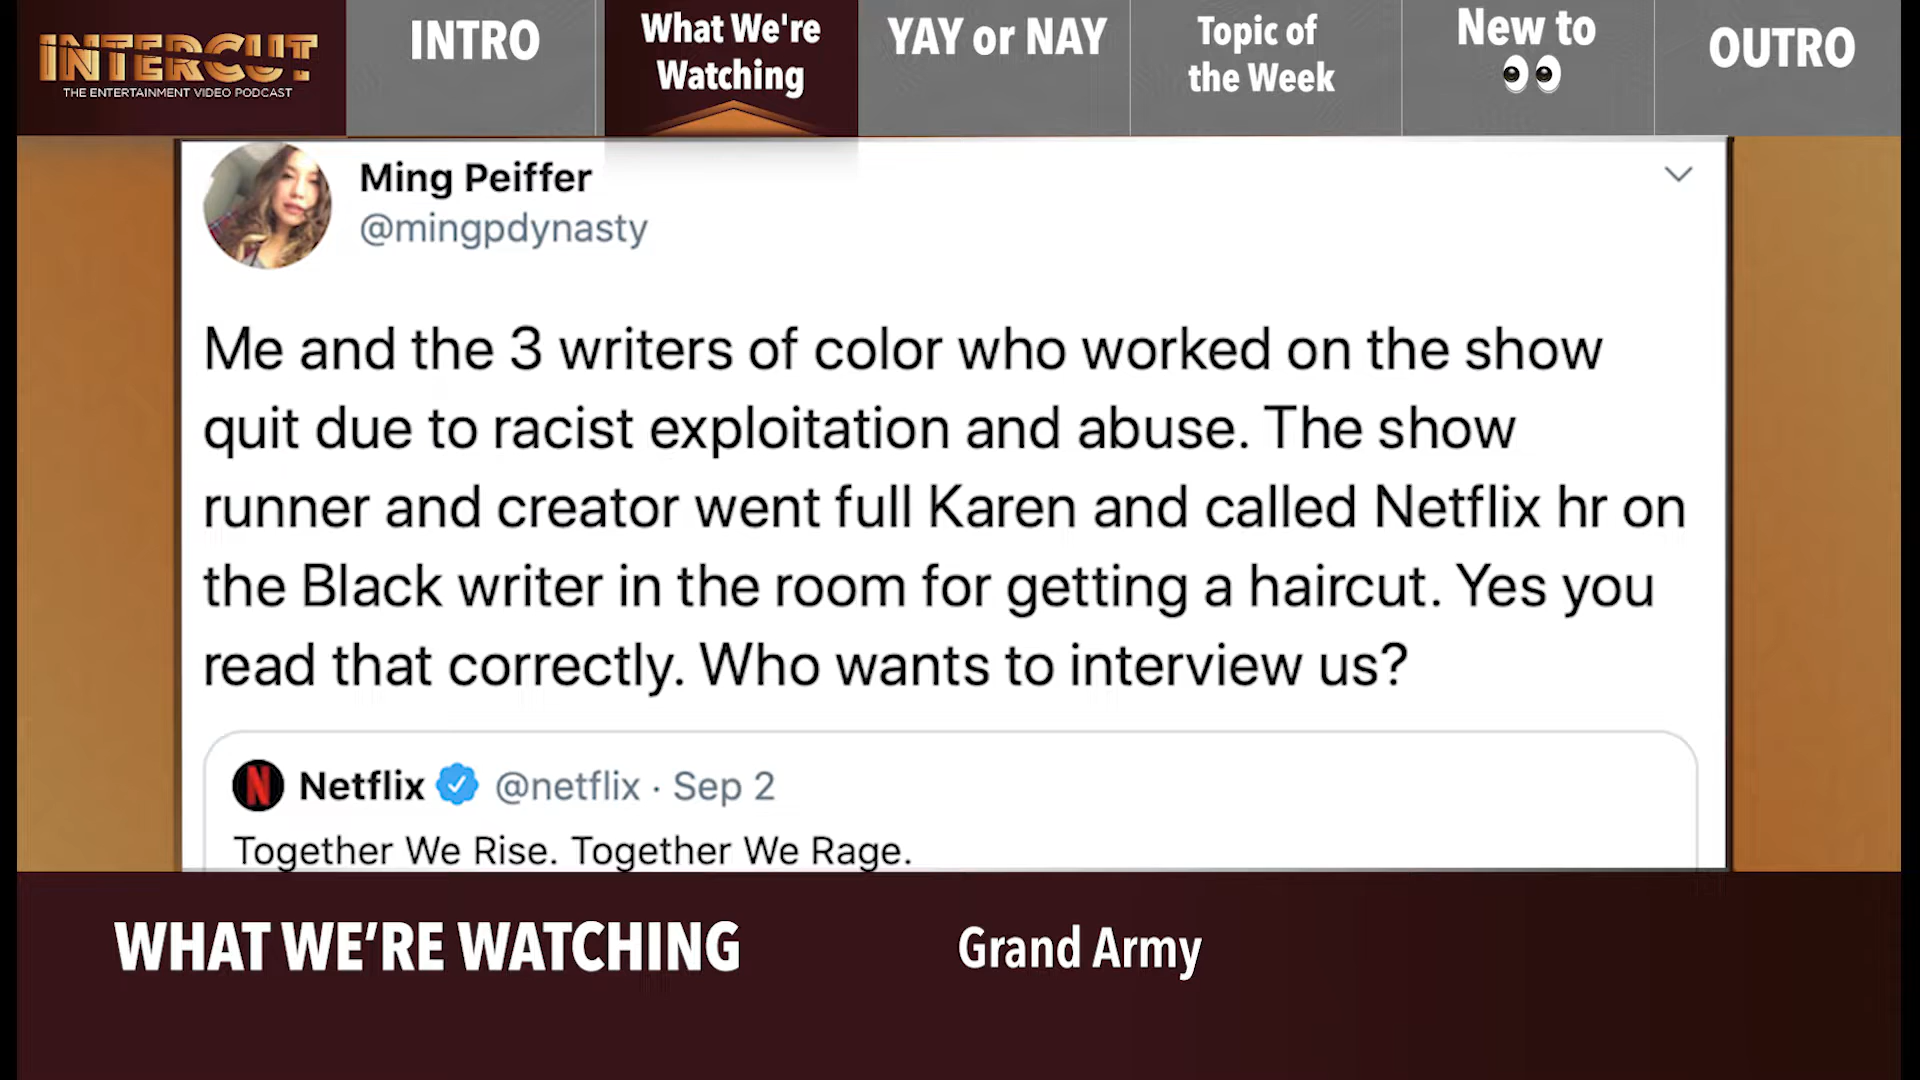 INTERCUT
THE ENTERTAINMENT VIDEO PODCAST
INTRO
What We're
Watching
YAY or NAY
Topic of
the Week
New to
👀
OUTRO
Ming Peiffer
@mingpdynasty
Me and the 3 writers of color who worked on the show
quit due to racist exploitation and abuse. The show
runner and creator went full Karen and called Netflix hr on
the Black writer in the room for getting a haircut. Yes you
read that correctly. Who wants to interview us?
N Netflix @netflix · Sep 2
Together We Rise. Together We Rage.
WHAT WE'RE WATCHING
Grand Army